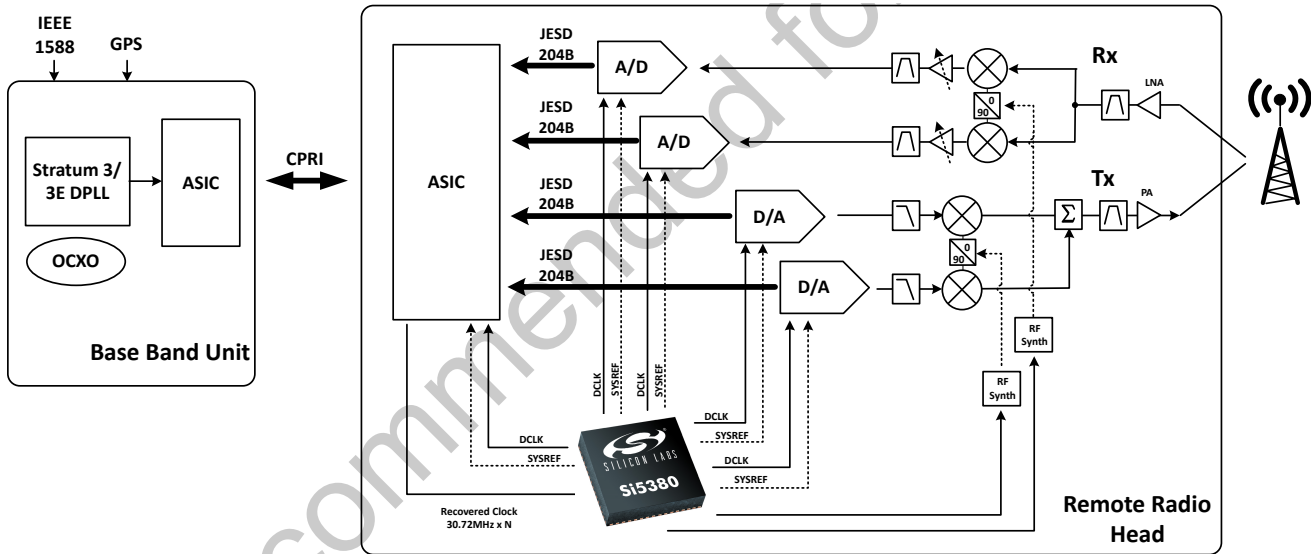 IEEE
1588
GPS
Stratum 3/
3E DPLL
ASIC
OCXO
Base Band Unit
CPRI
ASIC
JESD
204B
A/D
JESD
204B
A/D
JESD
204B
D/A
JESD
204B
D/A
0
90
Rx
LNA
Tx
PA
Σ
0
90
RF
Synth
RF
Synth
DCLK
SYSREF
DCLK
SYSREF
DCLK
SYSREF
DCLK
SYSREF
DCLK
SYSREF
SILICON LABS
Si5380
Recovered Clock
30.72MHz x N
Remote Radio
Head
commended fo